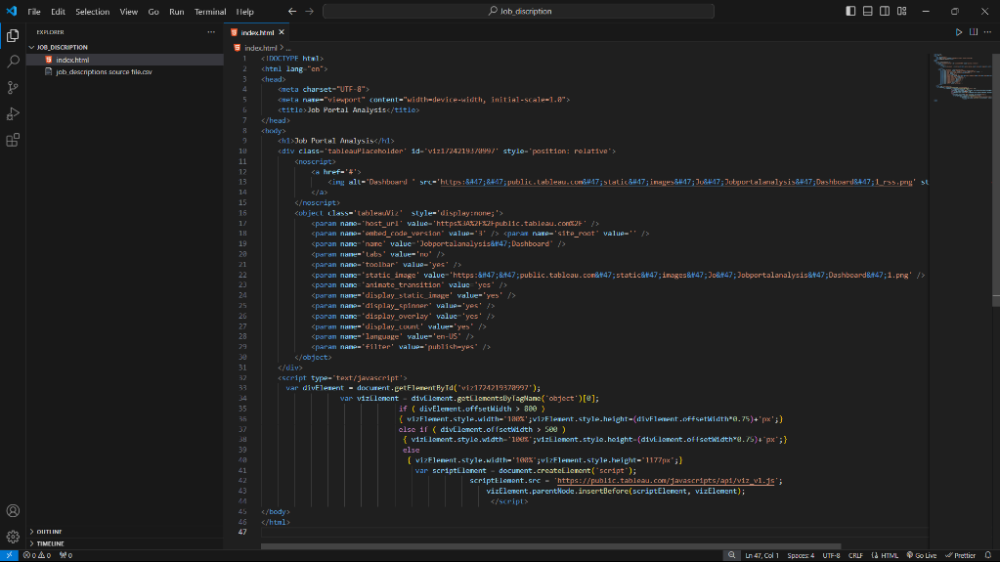 File Edit Selection View Go Run Terminal Help
Job_discription
EXPLORER
JOB_DISCRIPTION
index.html
job_descriptions source file.csv
OUTLINE
TIMELINE
index.html
index.html > ...
1 <!DOCTYPE html>
2 <html lang="en">
3 <head>
4 <meta charset="UTF-8">
5 <meta name="viewport" content="width=device-width, initial-scale=1.0">
6 <title>Job Portal Analysis</title>
7 </head>
8 <body>
9 <h1>Job Portal Analysis</h1>
10 <div class='tableauPlaceholder' id='viz1724219370997' style='position: relative'>
11 <noscript>
12 <a href='#'>
13 <img alt='Dashboard ' src='https:&#47;&#47;public.tableau.com&#47;static&#47;images&#47;Jo&#47;Jobportalanalysis&#47;Dashboard&#47;1_rss.png' st
14 </a>
15 </noscript>
16 <object class='tableauViz'  style='display:none;'>
17 <param name='host_url' value='https%3A%2F%2Fpublic.tableau.com%2F' />
18 <param name='embed_code_version' value='3' /> <param name='site_root' value='' />
19 <param name='name' value='Jobportalanalysis&#47;Dashboard' />
20 <param name='tabs' value='no' />
21 <param name='toolbar' value='yes' />
22 <param name='static_image' value='https:&#47;&#47;public.tableau.com&#47;static&#47;images&#47;Jo&#47;Jobportalanalysis&#47;Dashboard&#47;1.png' />
23 <param name='animate_transition' value='yes' />
24 <param name='display_static_image' value='yes' />
25 <param name='display_spinner' value='yes' />
26 <param name='display_overlay' value='yes' />
27 <param name='display_count' value='yes' />
28 <param name='language' value='en-US' />
29 <param name='filter' value='publish=yes' />
30 </object>
31 </div>
32 <script type='text/javascript'>
33 var divElement = document.getElementById('viz1724219370997');
34 var vizElement = divElement.getElementsByTagName('object')[0];
35 if ( divElement.offsetWidth > 800 )
36 { vizElement.style.width='100%';vizElement.style.height=(divElement.offsetWidth*0.75)+'px';}
37 else if ( divElement.offsetWidth > 500 )
38 { vizElement.style.width='100%';vizElement.style.height=(divElement.offsetWidth*0.75)+'px';}
39 else
40 { vizElement.style.width='100%';vizElement.style.height='1177px';}
41 var scriptElement = document.createElement('script');
42 scriptElement.src = 'https://public.tableau.com/javascripts/api/viz_v1.js';
43 vizElement.parentNode.insertBefore(scriptElement, vizElement);
44 </script>
45 </body>
46 </html>
47
0 0 0 Ln 47, Col 1 Spaces: 4 UTF-8 CRLF HTML Go Live Prettier